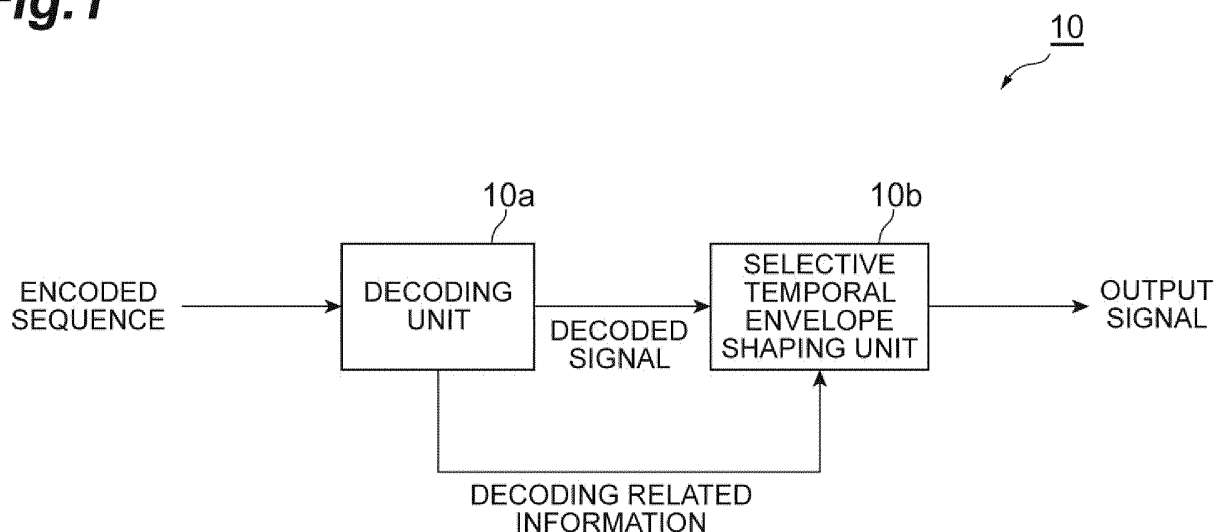 Fig.1
10
10a
10b
ENCODED
SEQUENCE
DECODING
UNIT
DECODED
SIGNAL
SELECTIVE
TEMPORAL
ENVELOPE
SHAPING UNIT
OUTPUT
SIGNAL
DECODING RELATED
INFORMATION